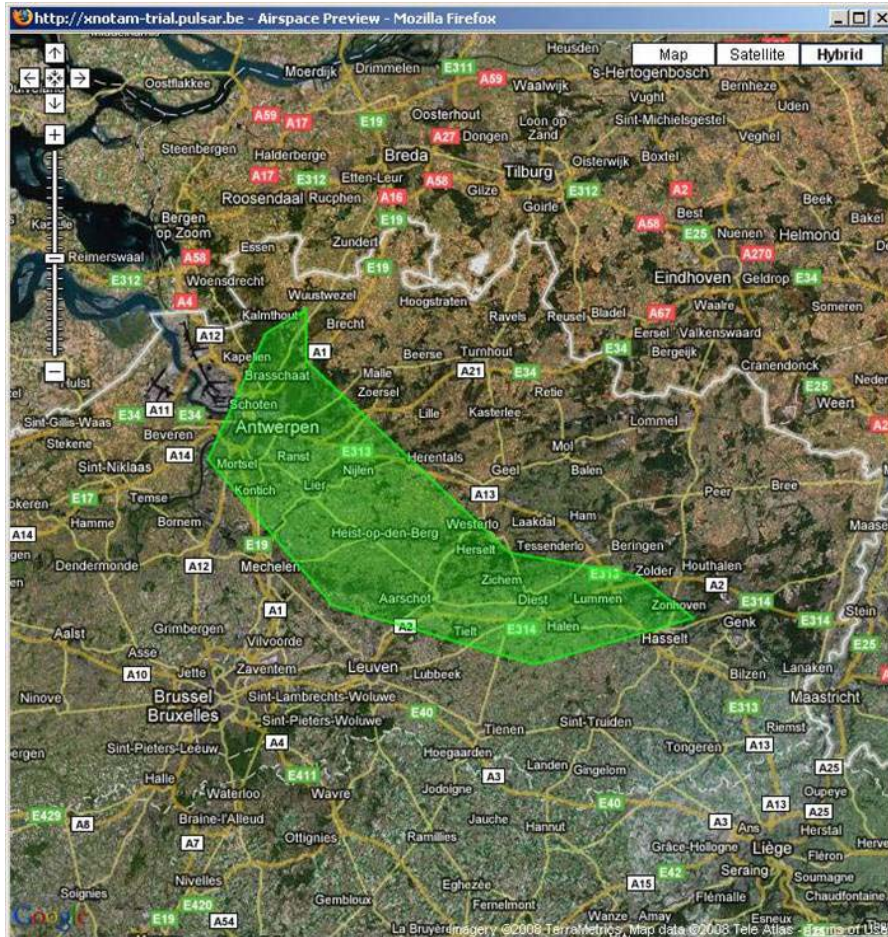 http://xnotam-trial.pulsar.be - Airspace Preview - Mozilla Firefox
Map Satellite Hybrid
Heusden
Moerdijk Drimmelen E311 's-Hertogenbosch
Oostflakkee A59 Waalwijk Vught Bernheze
Uden
A59 A17 E19 Oosterhout Loon op Zand Sint-Michielsgestel
Steenbergen A27 Dongen Veghel
Halderberge Breda Oisterwijk Boxtel
A17 E312 Etten-Leur A58 Tilburg E312 A2
Roosendaal Rucphen A16 Gilze Goirle Best Beek
Bergen op Zoom E19 A58 E25 Nuenen Helmond Bakel
Essen Zundert A270
Reimerswaal A58 E19 Eindhoven Geldrop E34
E312 Woensdrecht Wuustwezel Hoogstraten
A4 Kalmthout Ravels Reusel Bladel A67 Waalre Someren
A12 Brecht Eersel Valkenswaard
Kapellen A1 Beerse Turnhout E34 Bergeijk Cranendonck
Brasschaat Malle A21 E34
Hulst Zoersel Retie E25
A11 E34 Schoten Lille Kasterlee Weert
Sint-Gillis-Waas E34 Antwerpen Lommel
Stekene Beveren A14 E313 Herentals Mol
Sint-Niklaas Mortsel Ranst Nijlen Geel Balen
E17 Temse Kontich Lier A13 Peer Bree
Hamme Bornem Westerlo Laakdal Ham
A14 E19 Heist-op-den-Berg Herselt Tessenderlo Beringen
Dendermonde A12 Mechelen Zichem E313 Zolder Houthalen
A1 Aarschot Diest Lummen Zonhoven A2 E314
Grimbergen A2 Tielt E314 Halen Genk E314 Stein
Aalst Vilvoorde Hasselt E25
Asse Jette Zaventem Leuven Lubbeek Bilzen Lanaken
A10 Maastricht
Ninove Brussel Bruxelles Sint-Lambrechts-Woluwe E40 E313
Sint-Pieters-Woluwe Tienen Sint-Truiden Riemst
Sint-Pieters-Leeuw A4 Hoegaarden Tongeren A13
Halle E411 A3 Landen Gingelom A25
Waterloo Wavre Jodoigne E40 Oupeye
E429 A8 Braine-l'Alleud Jauche Hannut A3 A13 A25
A7 Ottignies Ramillies Ans Herstal
Grâce-Hollogne Liège Fléron
Nivelles Eghezée E42 Seraing Soumagne
Soignies E420 Gembloux Fernelmont A15 Flémalle Chaudfontaine
Google E19 A54 La Bruyère Wanze Amay Esneux
Imagery ©2008 TerraMetrics, Map data ©2008 Tele Atlas - Terms of Use